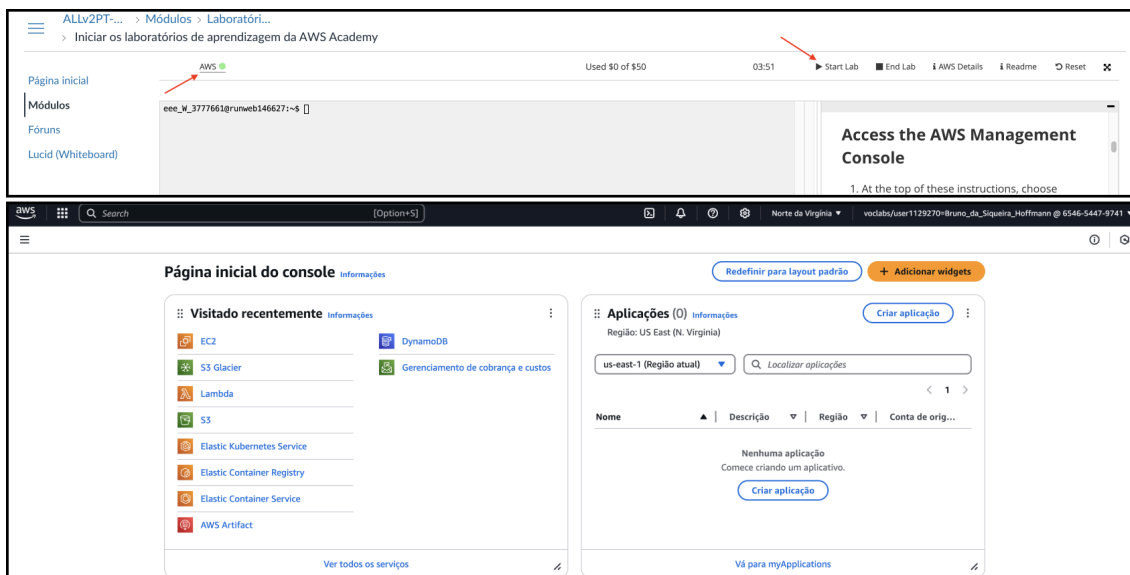 ALLv2PT-... > Módulos > Laboratóri...
> Iniciar os laboratórios de aprendizagem da AWS Academy
AWS
Used $0 of $50
03:51
Start Lab
End Lab
AWS Details
Readme
Reset
Página inicial
Módulos
Fóruns
Lucid (Whiteboard)
eee_W_3777661@runweb146627:~$
Access the AWS Management
Console
1. At the top of these instructions, choose
aws
Search
[Option+S]
Norte da Virgínia
voclabs/user1129270=Bruno_da_Siqueira_Hoffmann @ 6546-5447-9741
Página inicial do console Informações
Redefinir para layout padrão
+ Adicionar widgets
Visitado recentemente Informações
EC2
S3 Glacier
Lambda
S3
Elastic Kubernetes Service
Elastic Container Registry
Elastic Container Service
AWS Artifact
DynamoDB
Gerenciamento de cobrança e custos
Ver todos os serviços
Aplicações (0) Informações
Criar aplicação
Região: US East (N. Virginia)
us-east-1 (Região atual)
Localizar aplicações
< 1 >
Nome
Descrição
Região
Conta de orig...
Nenhuma aplicação
Comece criando um aplicativo.
Criar aplicação
Vá para myApplications